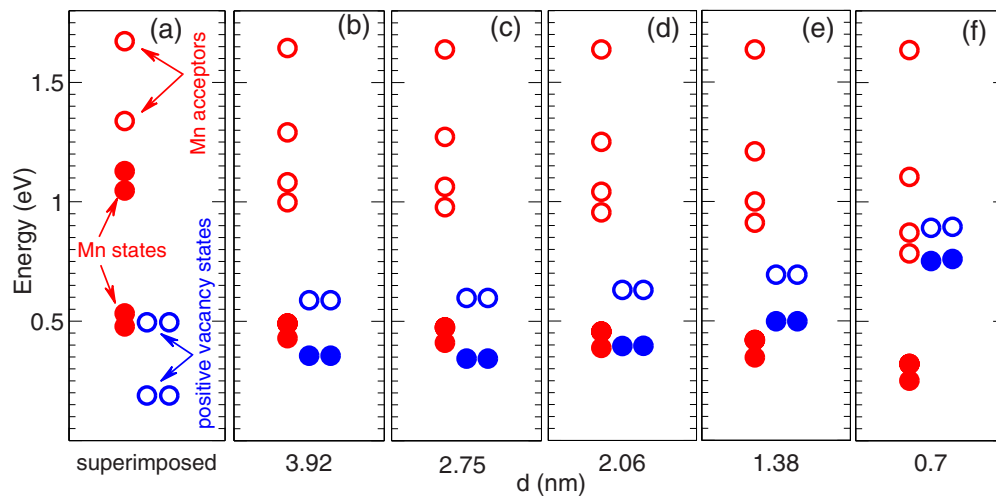 (a) (b) (c) (d) (e) (f)
Energy (eV)
1.5
1
0.5
Mn acceptors
Mn states
positive vacancy states
superimposed 3.92 2.75 2.06 1.38 0.7
d (nm)